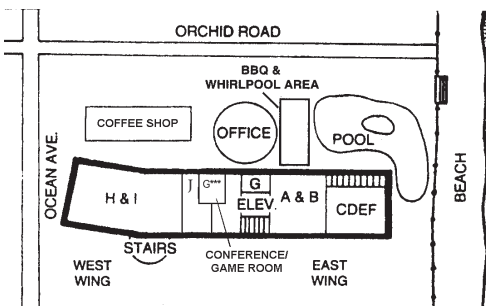 ORCHID ROAD
BBQ &
WHIRLPOOL AREA
COFFEE SHOP
OFFICE
POOL
OCEAN AVE.
BEACH
H & I
J
G***
G
ELEV.
A & B
CDEF
STAIRS
CONFERENCE/
GAME ROOM
WEST
WING
EAST
WING